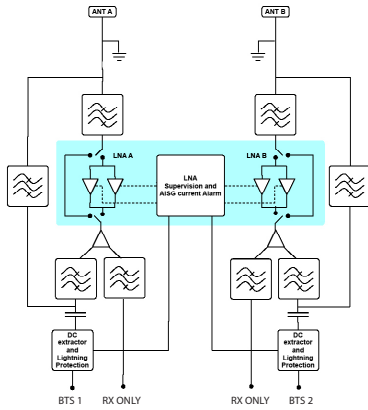 ANT A
ANT B
LNA A
LNA B
LNA
Supervision and
AISG current Alarm
DC
extractor
and
Lightning
Protection
DC
extractor
and
Lightning
Protection
BTS 1
RX ONLY
RX ONLY
BTS 2